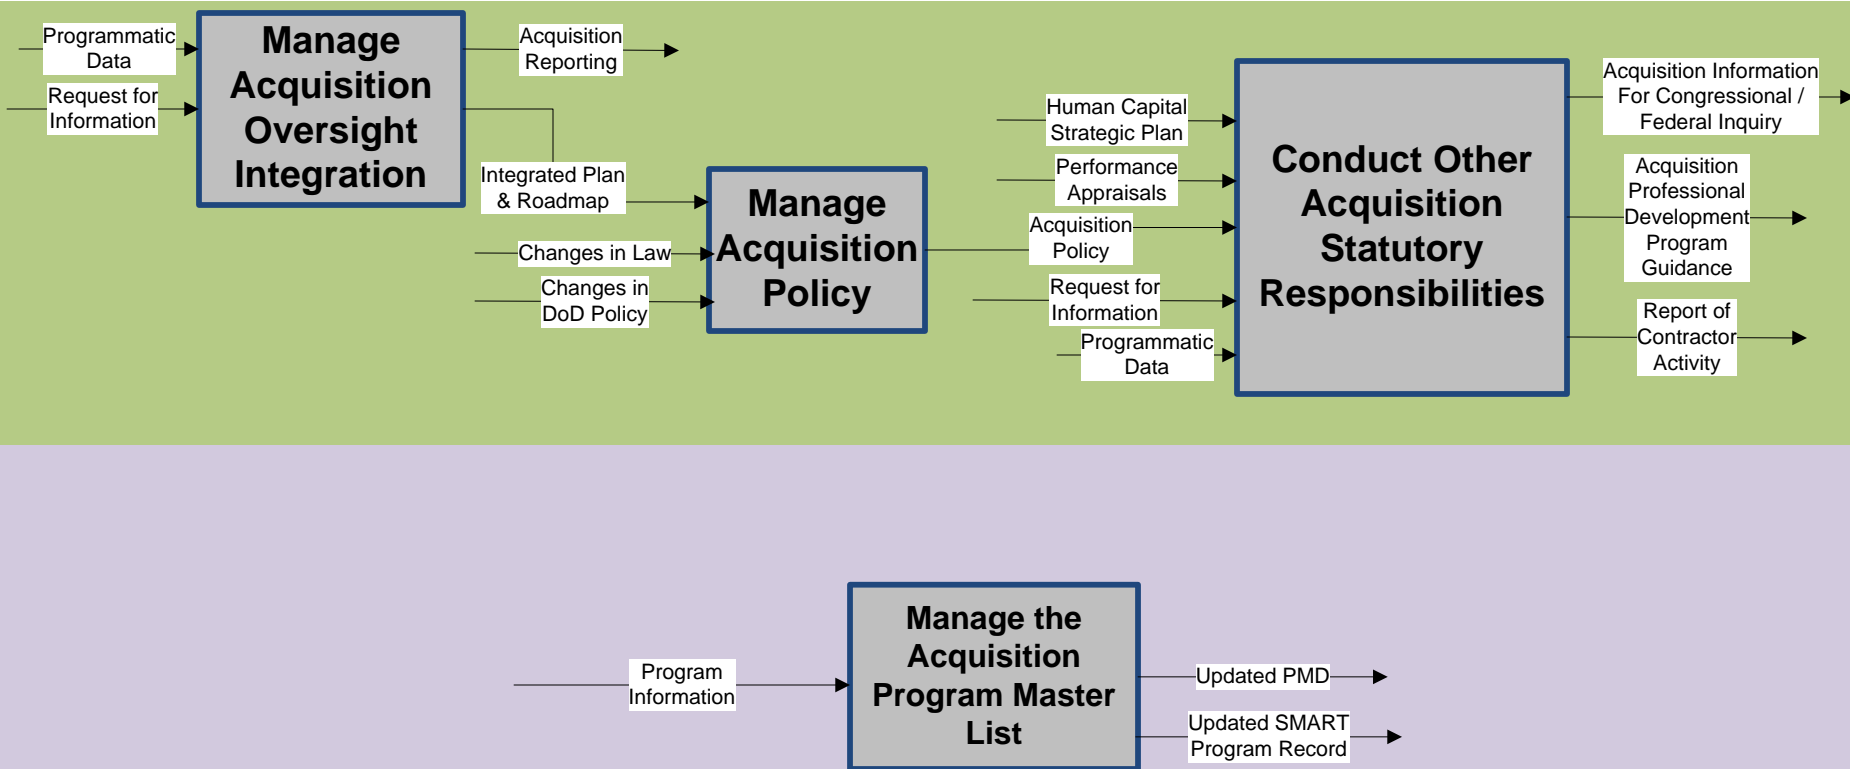 Programmatic
Data
Request for
Information
Manage
Acquisition
Oversight
Integration
Acquisition
Reporting
Integrated Plan
& Roadmap
Changes in Law
Changes in
DoD Policy
Manage
Acquisition
Policy
Human Capital
Strategic Plan
Performance
Appraisals
Acquisition
Policy
Request for
Information
Programmatic
Data
Conduct Other
Acquisition
Statutory
Responsibilities
Acquisition Information
For Congressional /
Federal Inquiry
Acquisition
Professional
Development
Program
Guidance
Report of
Contractor
Activity
Program
Information
Manage the
Acquisition
Program Master
List
Updated PMD
Updated SMART
Program Record